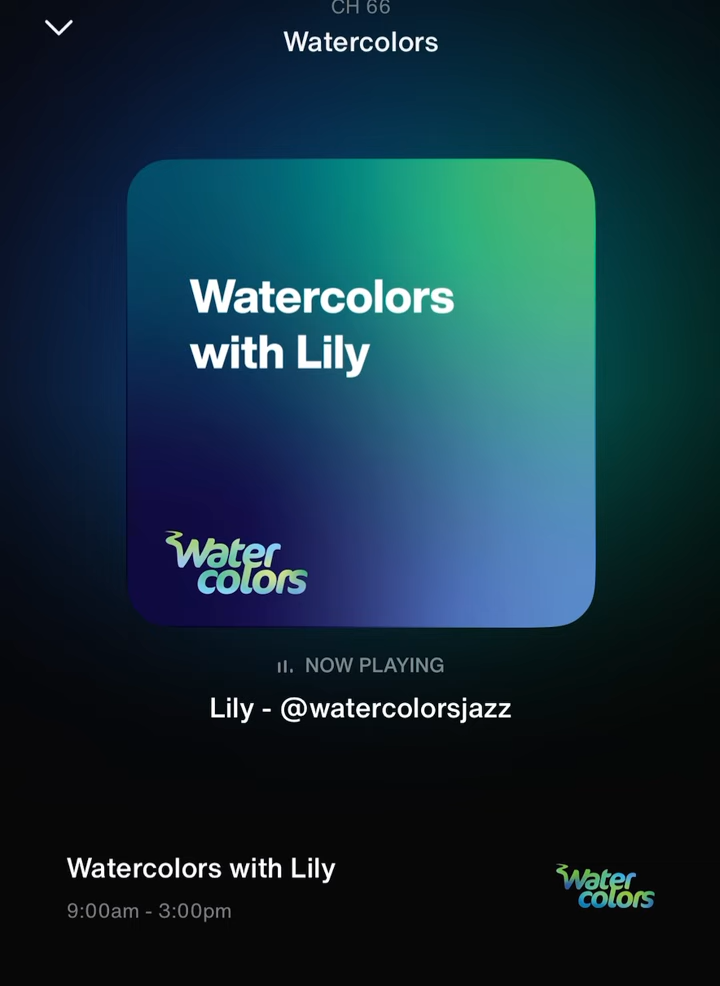 CH 66
Watercolors
Watercolors
with Lily
Water
colors
NOW PLAYING
Lily - @watercolorsjazz
Watercolors with Lily
9:00am - 3:00pm
Water
colors